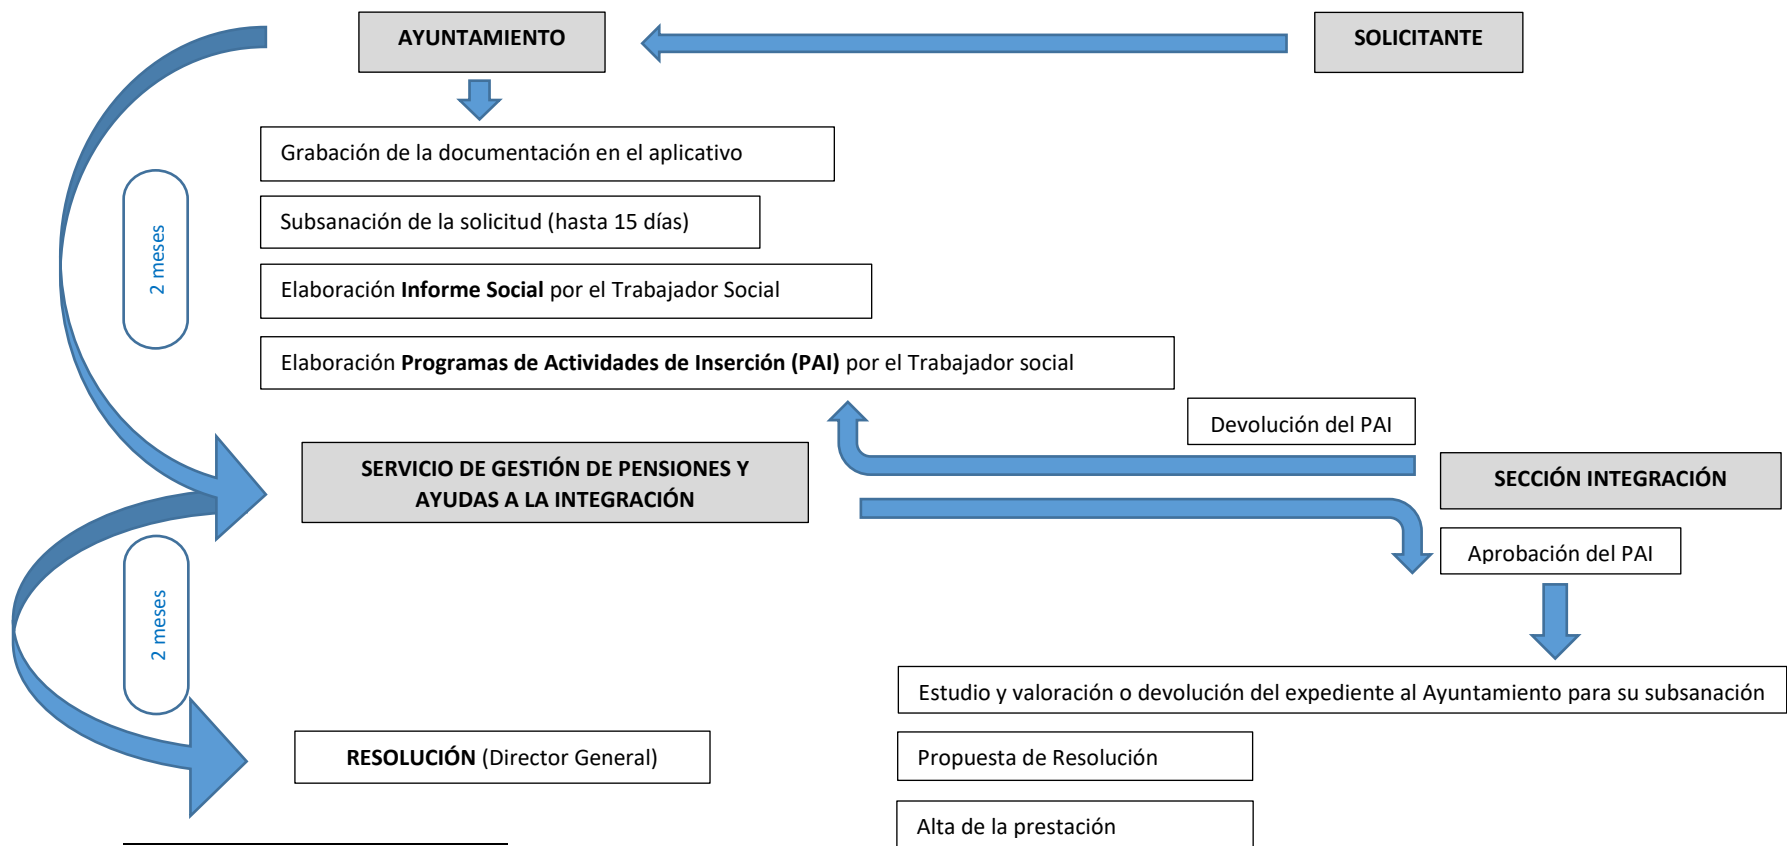 AYUNTAMIENTO
SOLICITANTE
Grabación de la documentación en el aplicativo
Subsanación de la solicitud (hasta 15 días)
2 meses
Elaboración Informe Social por el Trabajador Social
Elaboración Programas de Actividades de Inserción (PAI) por el Trabajador social
Devolución del PAI
SERVICIO DE GESTIÓN DE PENSIONES Y
AYUDAS A LA INTEGRACIÓN
SECCIÓN INTEGRACIÓN
Aprobación del PAI
2 meses
Estudio y valoración o devolución del expediente al Ayuntamiento para su subsanación
RESOLUCIÓN (Director General)
Propuesta de Resolución
Alta de la prestación